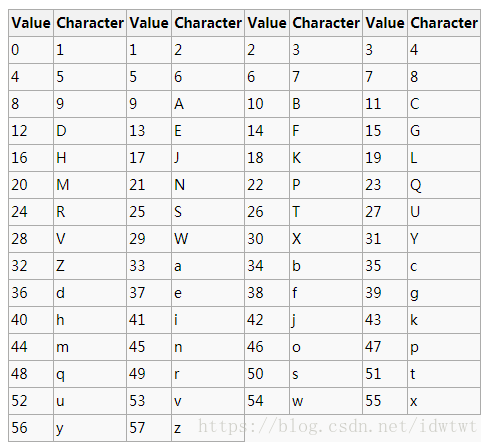 Value Character Value Character Value Character Value Character
0 1 1 2 2 3 3 4
4 5 5 6 6 7 7 8
8 9 9 A 10 B 11 C
12 D 13 E 14 F 15 G
16 H 17 J 18 K 19 L
20 M 21 N 22 P 23 Q
24 R 25 S 26 T 27 U
28 V 29 W 30 X 31 Y
32 Z 33 a 34 b 35 c
36 d 37 e 38 f 39 g
40 h 41 i 42 j 43 k
44 m 45 n 46 o 47 p
48 q 49 r 50 s 51 t
52 u 53 v 54 w 55 x
56 y 57 z
https://blog.csdn.net/idwtwt